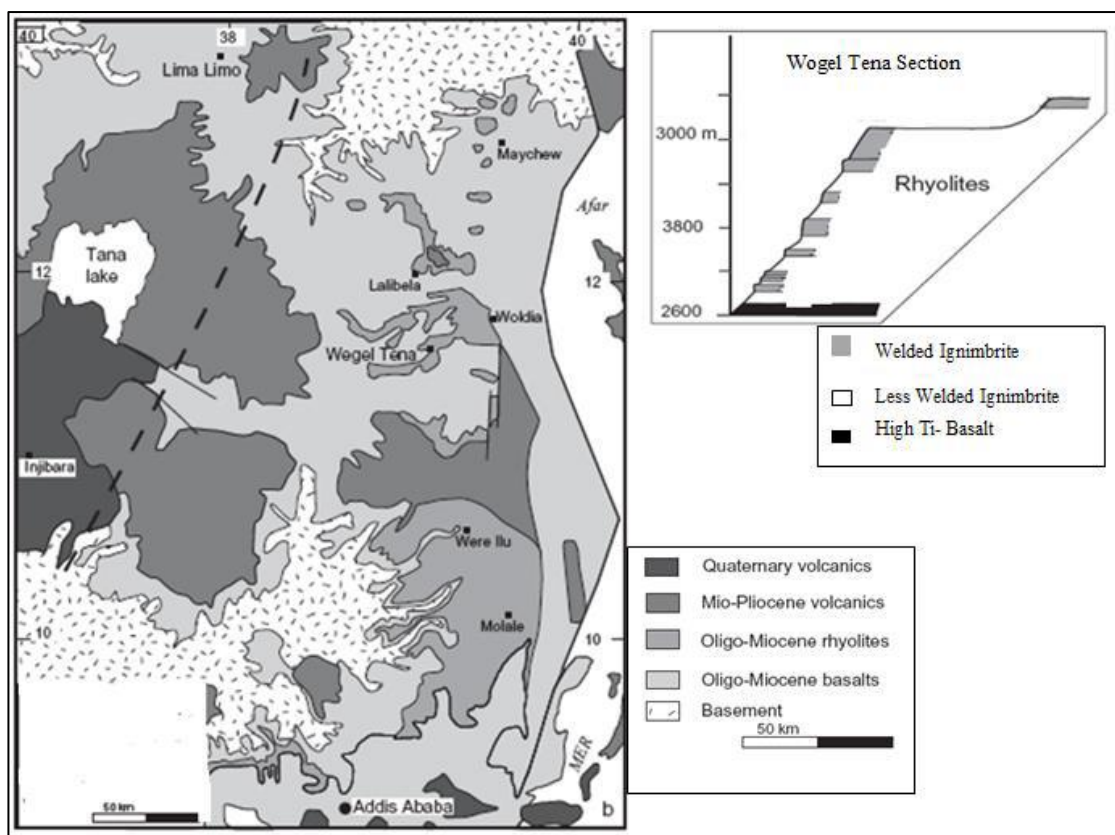 40
38
40
Lima Limo
Maychew
Afar
Tana
lake
12
12
Lalibela
Woldia
Wegel Tena
Injibara
Were Ilu
Molale
10
10
MER
50 km
Addis Ababa
b
Wogel Tena Section
3000 m
Rhyolites
3800
2600
Welded Ignimbrite
Less Welded Ignimbrite
High Ti- Basalt
Quaternary volcanics
Mio-Pliocene volcanics
Oligo-Miocene rhyolites
Oligo-Miocene basalts
Basement
50 km